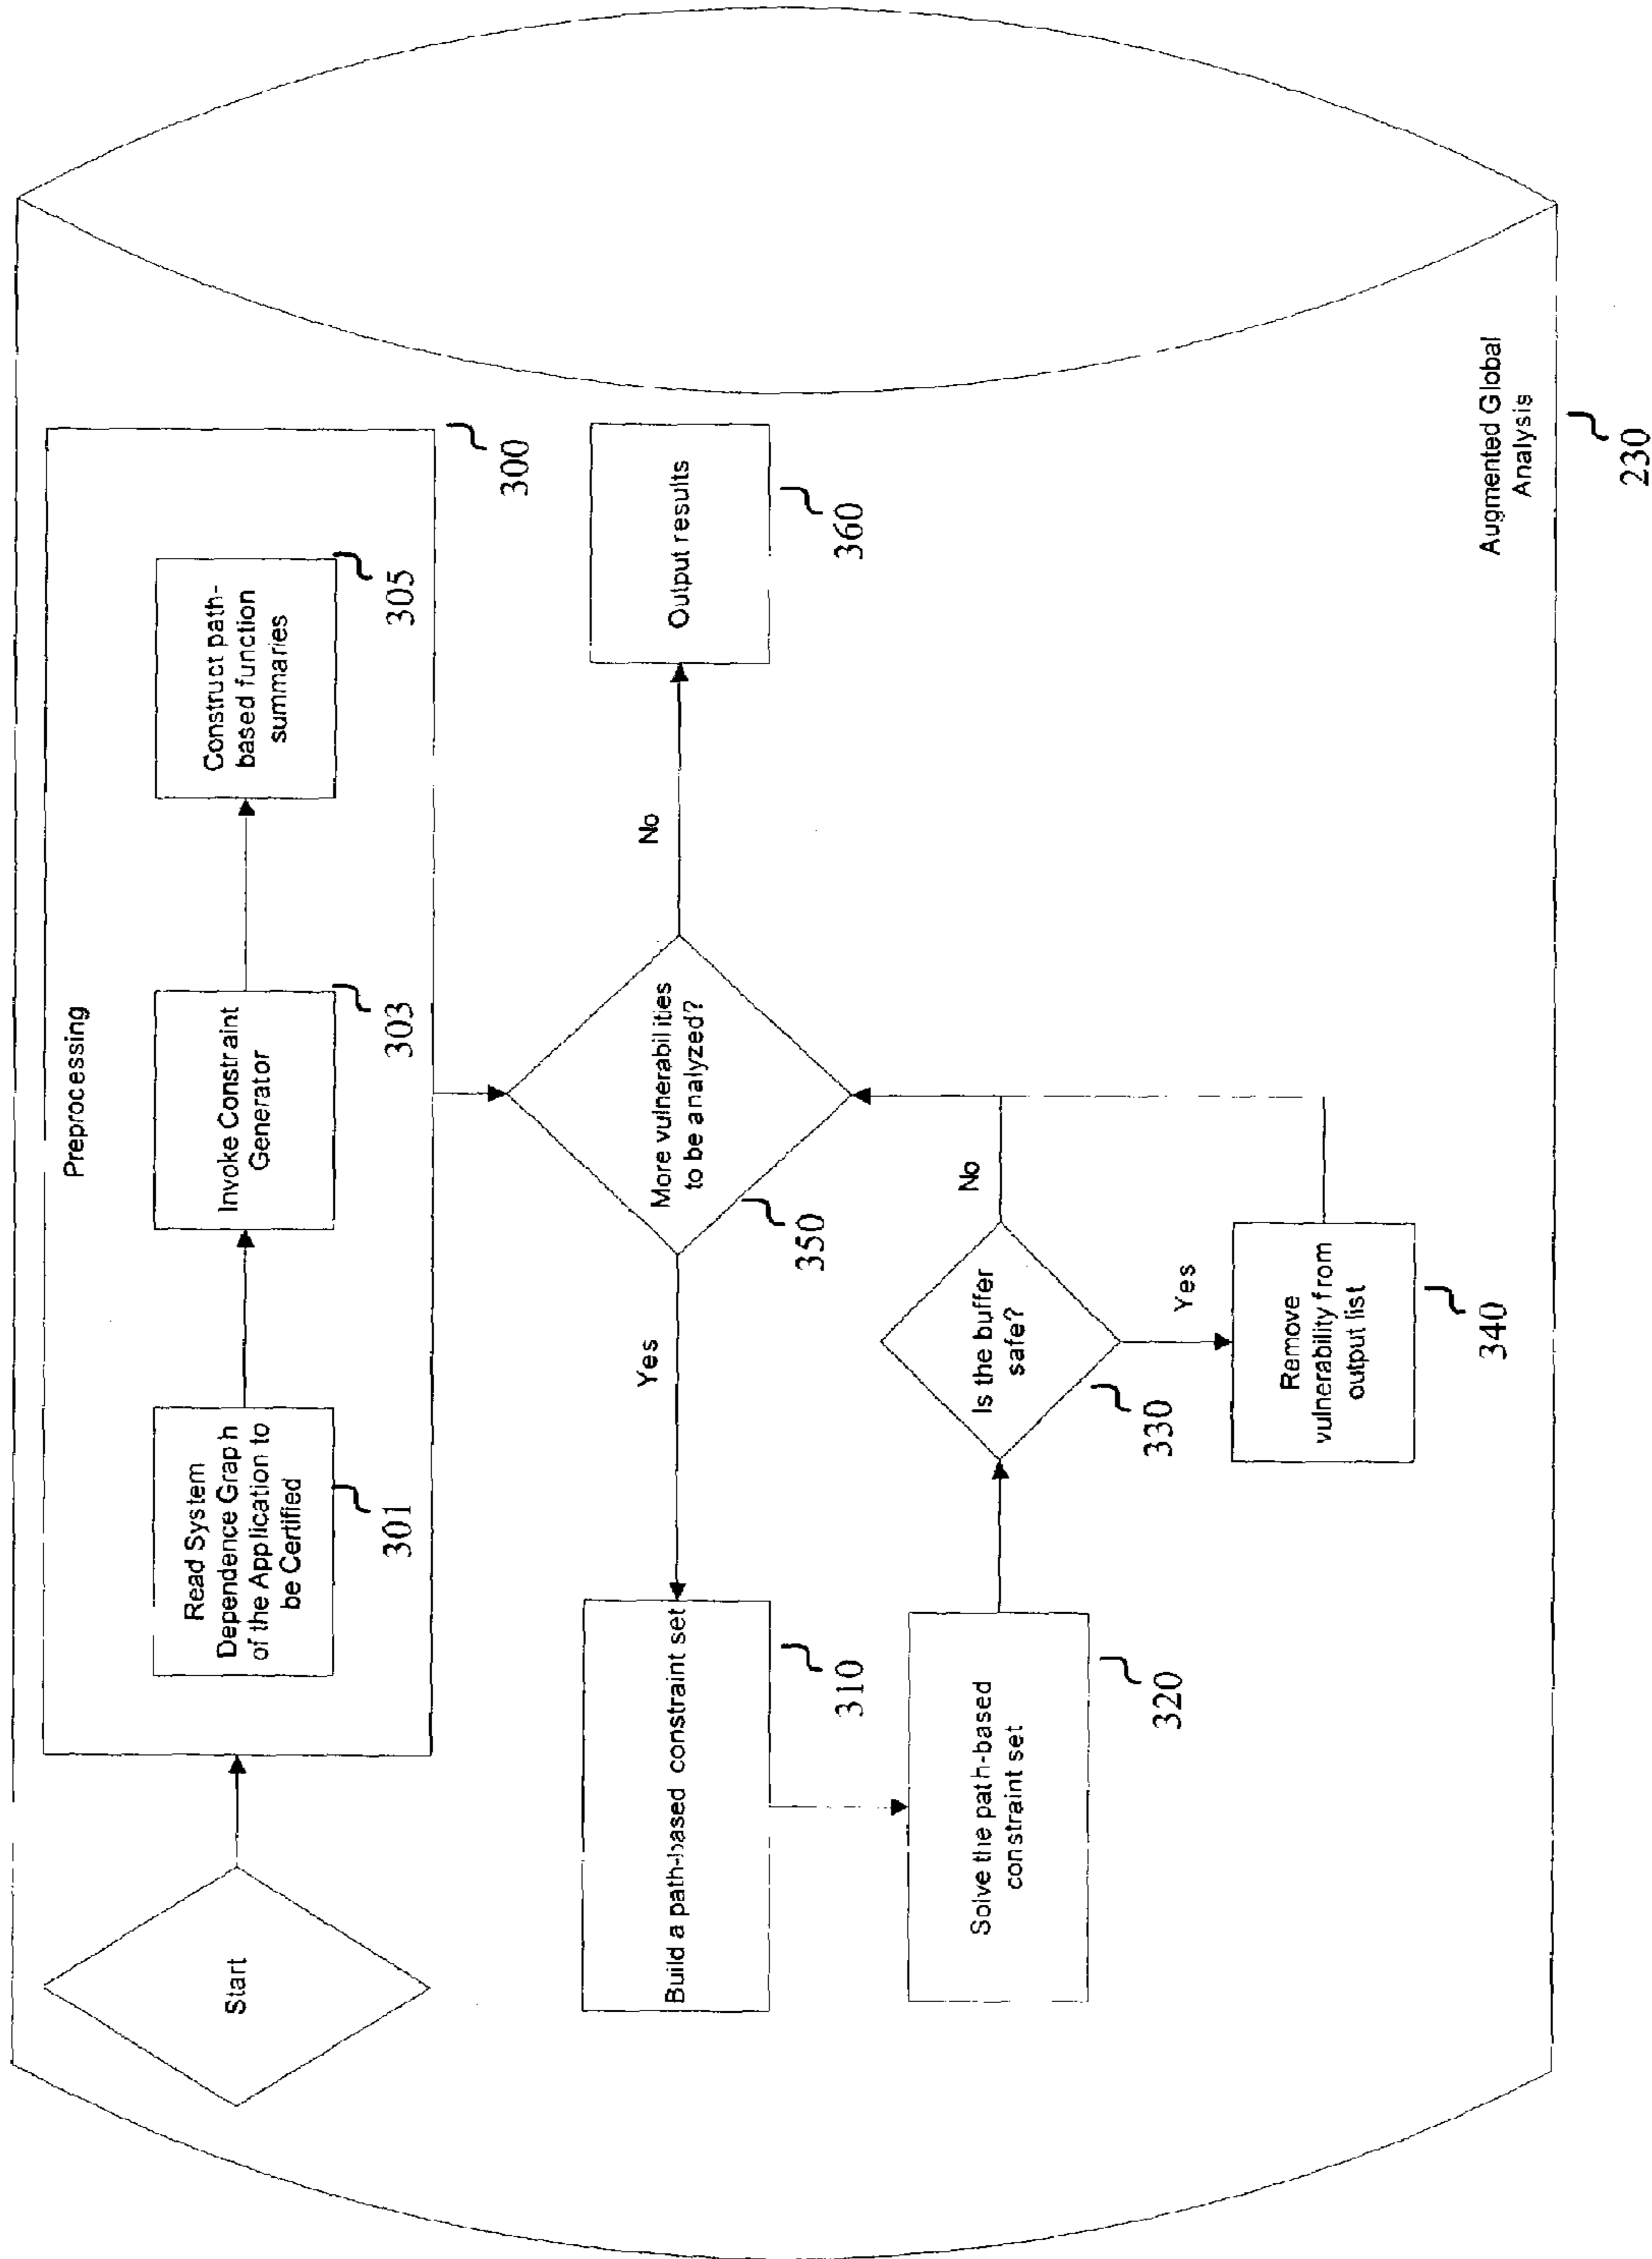 Start
Preprocessing
Read System
Dependence Graph
of the Application to
be Certified
301
Invoke Constraint
Generator
303
Construct path-
based function
summaries
305
300
More vulnerabilities
to be analyzed?
350
Yes
No
Output results
360
Build a path-based constraint set
310
Solve the path-based
constraint set
320
Is the buffer
safe?
330
No
Yes
Remove
vulnerability from
output list
340
Augmented Global
Analysis
230